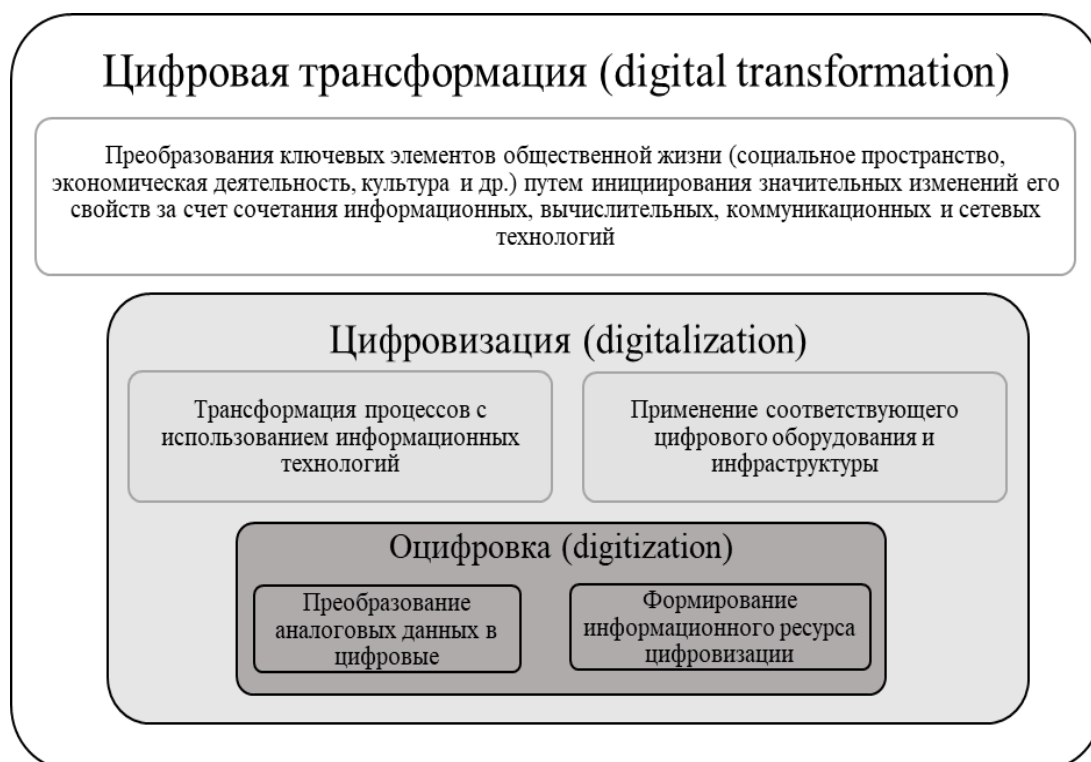 Цифровая трансформация (digital transformation)
Преобразования ключевых элементов общественной жизни (социальное пространство,
экономическая деятельность, культура и др.) путем инициирования значительных изменений его
свойств за счет сочетания информационных, вычислительных, коммуникационных и сетевых
технологий
Цифровизация (digitalization)
Трансформация процессов с
использованием информационных
технологий
Применение соответствующего
цифрового оборудования и
инфраструктуры
Оцифровка (digitization)
Преобразование
аналоговых данных в
цифровые
Формирование
информационного ресурса
цифровизации